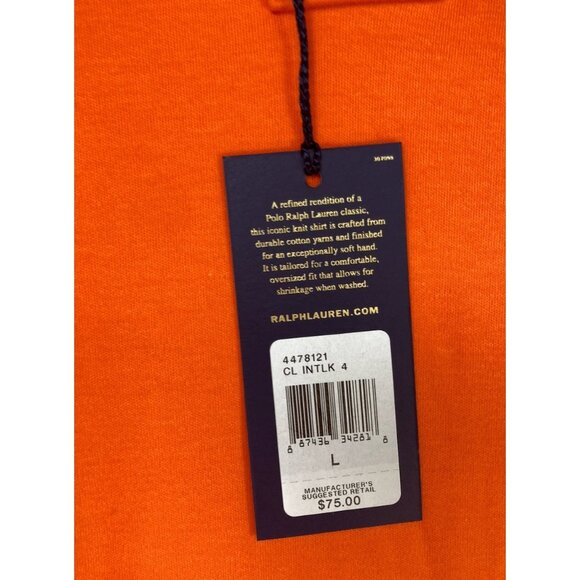 A refined rendition of a
Polo Ralph Lauren classic,
this iconic knit shirt is crafted from
durable cotton yarns and finished
for an exceptionally soft hand.
It is tailored for a comfortable,
oversized fit that allows for
shrinkage when washed.
RALPHLAUREN.COM
4478121
CL INTLK 4
8 87436 34281 8
L
MANUFACTURER'S
SUGGESTED RETAIL
$75.00